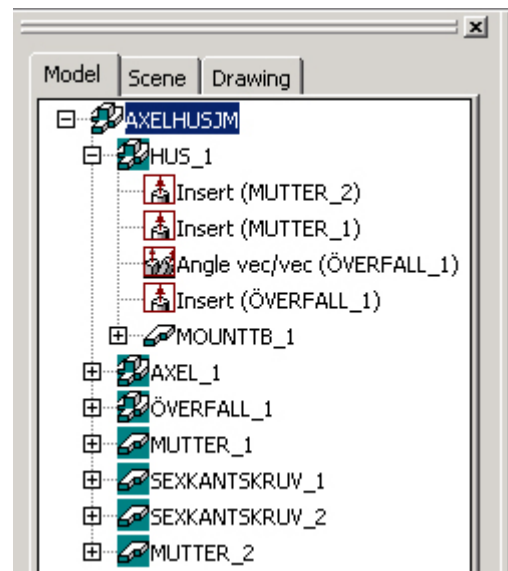 Model Scene Drawing
AXELHUSJM
HUS_1
Insert (MUTTER_2)
Insert (MUTTER_1)
Angle vec/vec (ÖVERFALL_1)
Insert (ÖVERFALL_1)
MOUNTTB_1
AXEL_1
ÖVERFALL_1
MUTTER_1
SEXKANTSKRUV_1
SEXKANTSKRUV_2
MUTTER_2